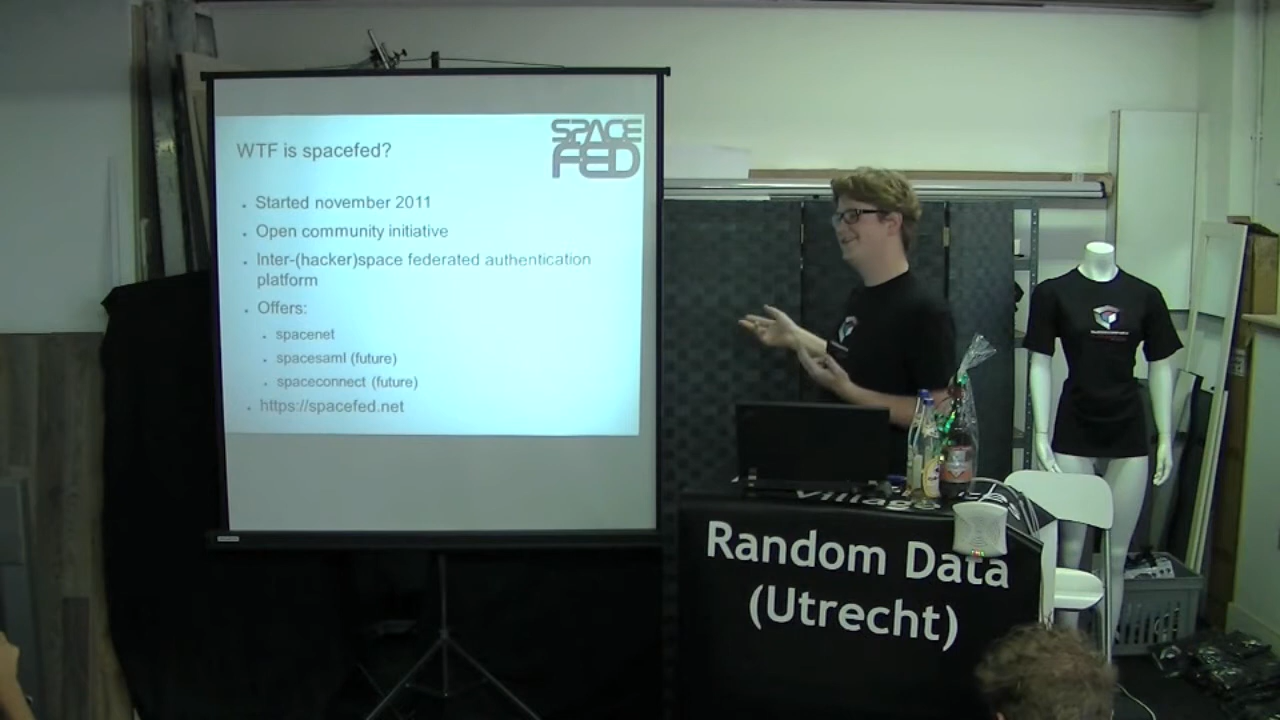 SPACE
FED
WTF is spacefed?
Started november 2011
Open community initiative
Inter-(hacker)space federated authentication
platform
Offers:
spacenet
spacesaml (future)
spaceconnect (future)
https://spacefed.net
Village
Random Data
(Utrecht)